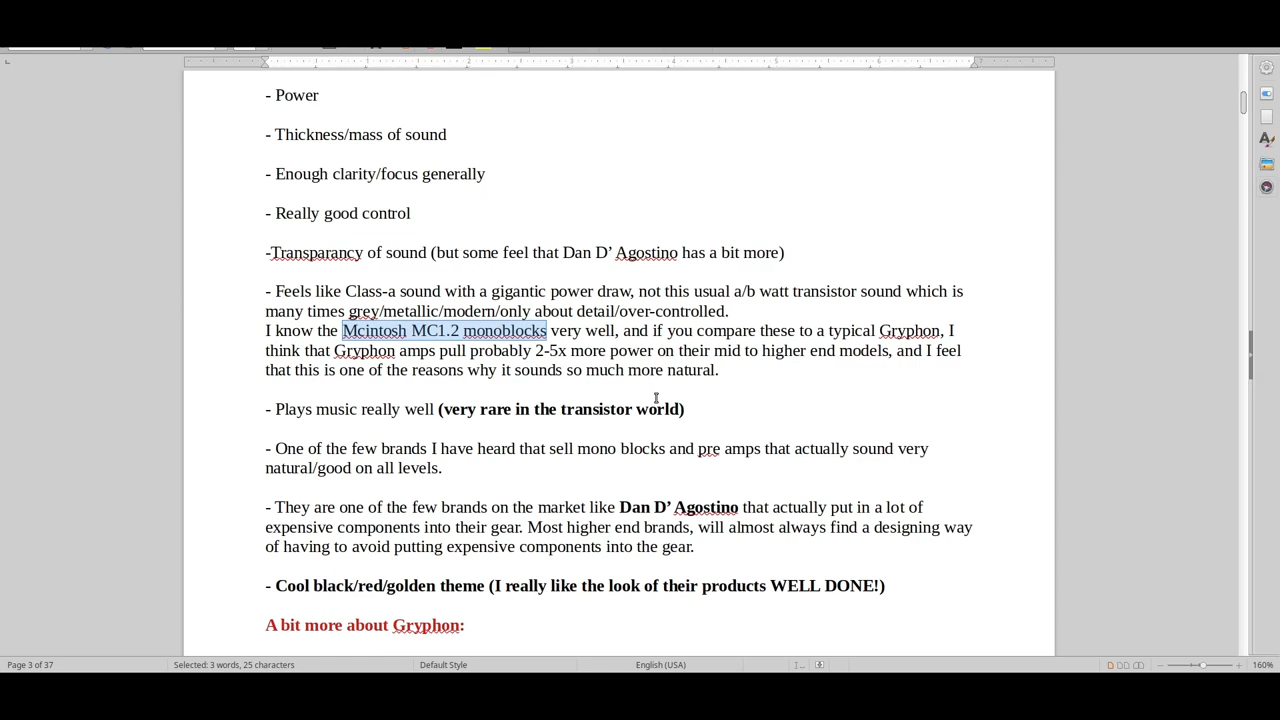 - Power
- Thickness/mass of sound
- Enough clarity/focus generally
- Really good control
-Transparancy of sound (but some feel that Dan D’ Agostino has a bit more)
- Feels like Class-a sound with a gigantic power draw, not this usual a/b watt transistor sound which is
many times grey/metallic/modern/only about detail/over-controlled.
I know the Mcintosh MC1.2 monoblocks very well, and if you compare these to a typical Gryphon, I
think that Gryphon amps pull probably 2-5x more power on their mid to higher end models, and I feel
that this is one of the reasons why it sounds so much more natural.
- Plays music really well (very rare in the transistor world)
- One of the few brands I have heard that sell mono blocks and pre amps that actually sound very
natural/good on all levels.
- They are one of the few brands on the market like Dan D’ Agostino that actually put in a lot of
expensive components into their gear. Most higher end brands, will almost always find a designing way
of having to avoid putting expensive components into the gear.
- Cool black/red/golden theme (I really like the look of their products WELL DONE!)
A bit more about Gryphon:
Page 3 of 37 Selected: 3 words, 25 characters Default Style English (USA) 160%